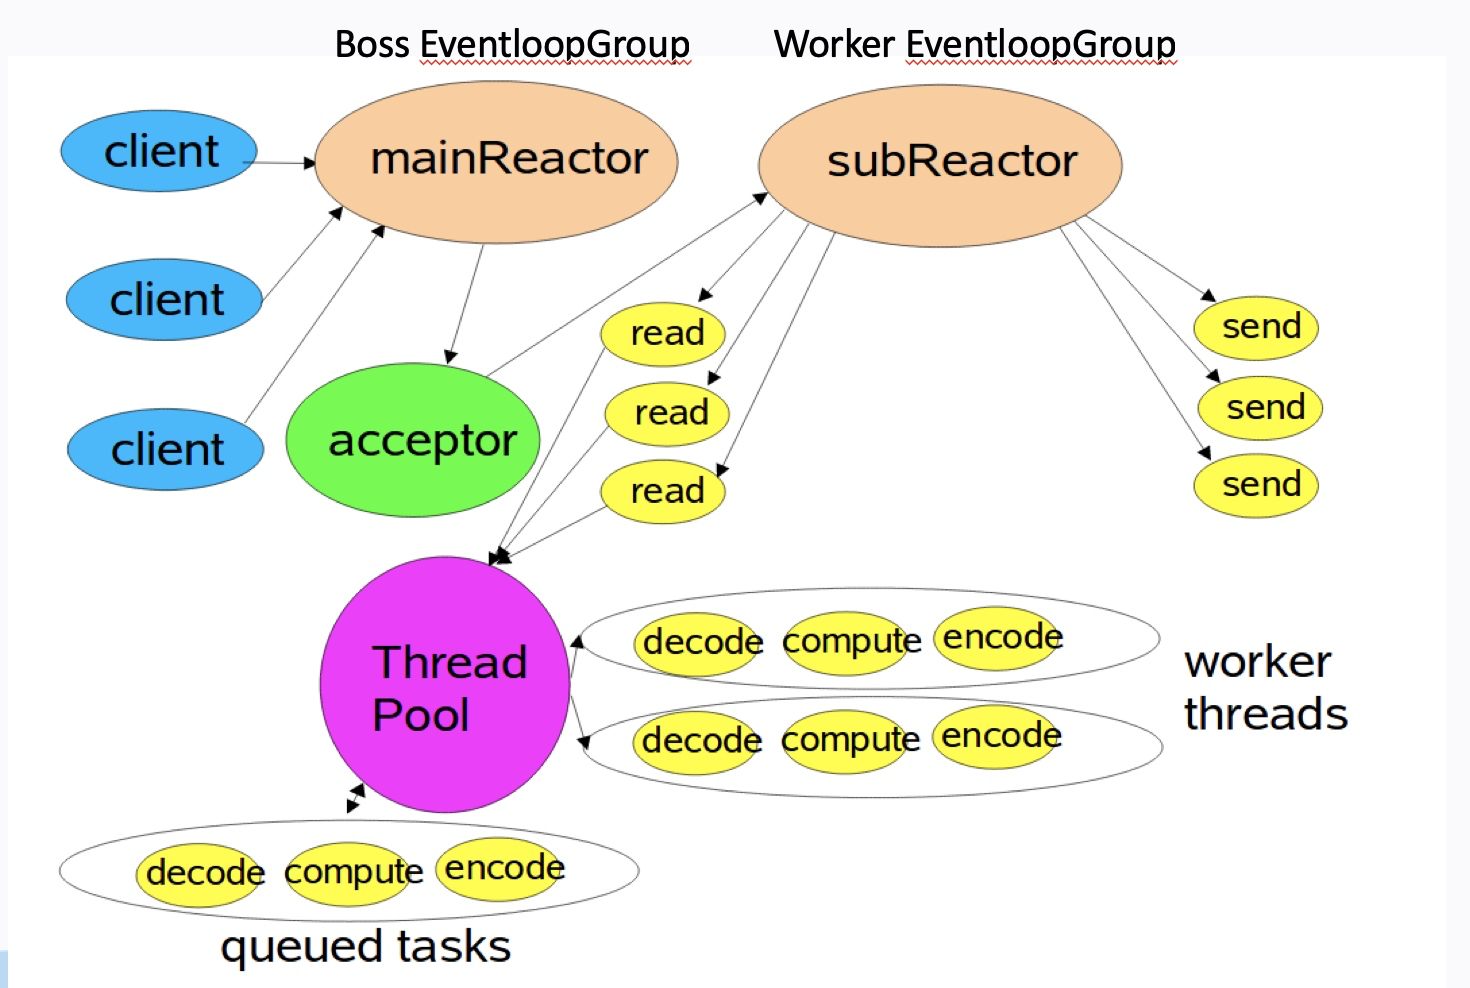 Boss EventloopGroup
Worker EventloopGroup
client
mainReactor
subReactor
client
client
acceptor
read
read
read
send
send
send
Thread
Pool
decode compute encode
decode compute encode
worker
threads
decode compute encode
queued tasks